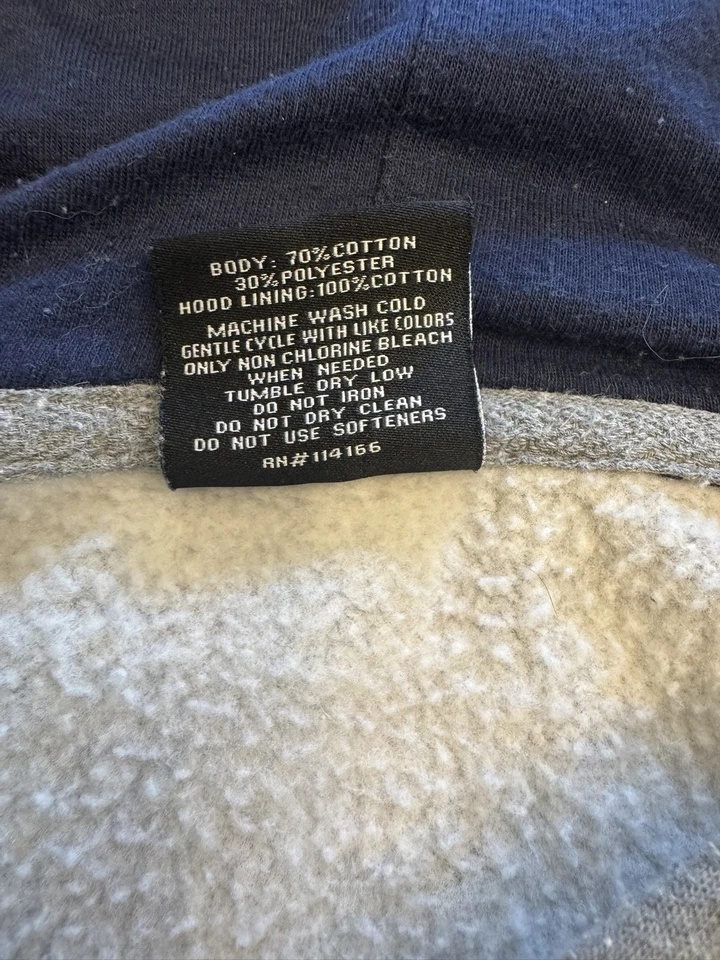 BODY: 70%COTTON
30%POLYESTER
HOOD LINING:100%COTTON
MACHINE WASH COLD
GENTLE CYCLE WITH LIKE COLORS
ONLY NON CHLORINE BLEACH
WHEN NEEDED
TUMBLE DRY LOW
DO NOT IRON
DO NOT DRY CLEAN
DO NOT USE SOFTENERS
RN#114166